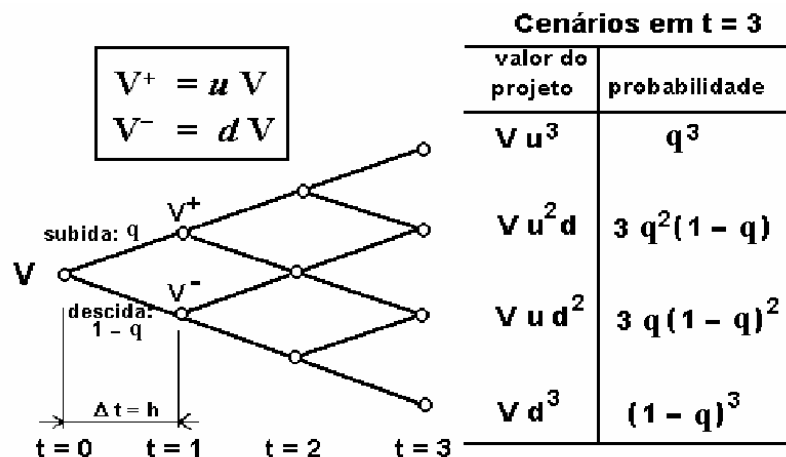 Cenários em t = 3
valor do
projeto
probabilidade
V⁺ = u V
V⁻ = d V
V u³
q³
V u²d
3 q²(1 – q)
V u d²
3 q(1 – q)²
V d³
(1 – q)³
subida: q
V⁺
V
V⁻
descida:
1 – q
Δ t = h
t = 0 t = 1 t = 2 t = 3